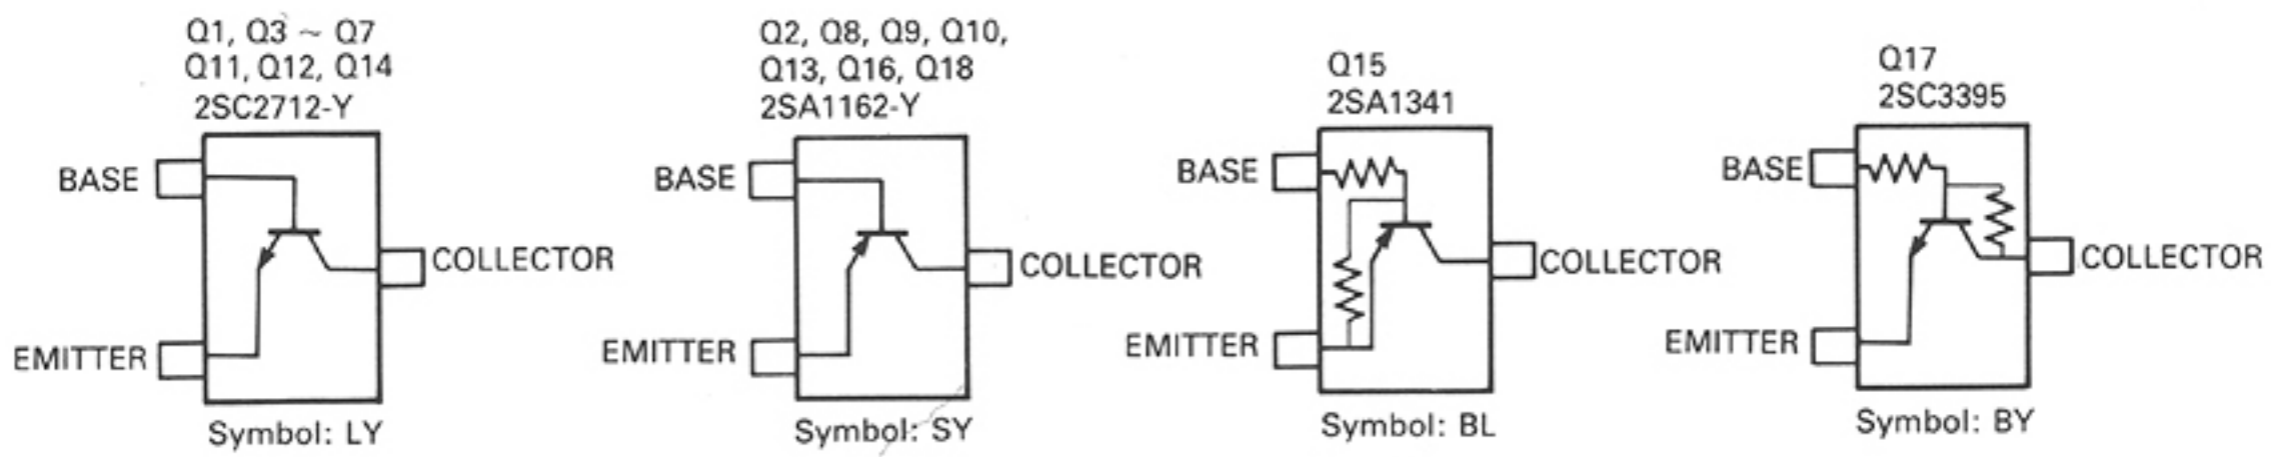 Q1, Q3 ~ Q7
Q11, Q12, Q14
2SC2712-Y
BASE
COLLECTOR
EMITTER
Symbol: LY
Q2, Q8, Q9, Q10,
Q13, Q16, Q18
2SA1162-Y
BASE
COLLECTOR
EMITTER
Symbol: SY
Q15
2SA1341
BASE
COLLECTOR
EMITTER
Symbol: BL
Q17
2SC3395
BASE
COLLECTOR
EMITTER
Symbol: BY